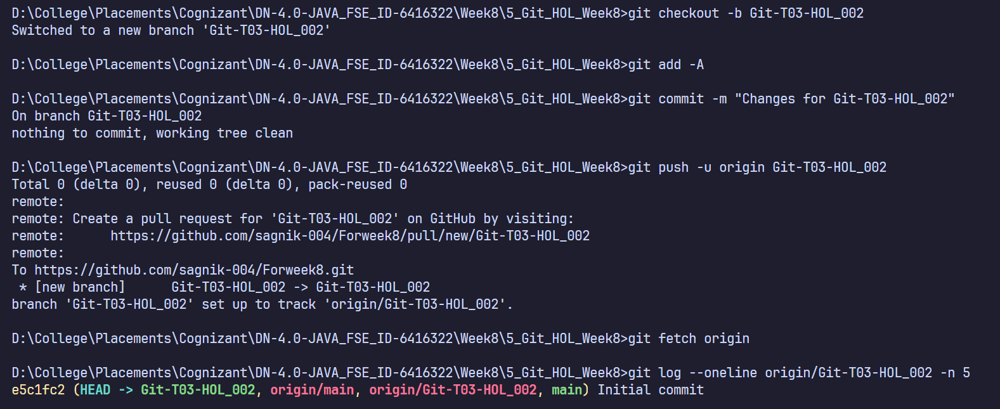 D:\College\Placements\Cognizant\DN-4.0-JAVA_FSE_ID-6416322\Week8\5_Git_HOL_Week8>git checkout -b Git-T03-HOL_002
Switched to a new branch 'Git-T03-HOL_002'
D:\College\Placements\Cognizant\DN-4.0-JAVA_FSE_ID-6416322\Week8\5_Git_HOL_Week8>git add -A
D:\College\Placements\Cognizant\DN-4.0-JAVA_FSE_ID-6416322\Week8\5_Git_HOL_Week8>git commit -m "Changes for Git-T03-HOL_002"
On branch Git-T03-HOL_002
nothing to commit, working tree clean
D:\College\Placements\Cognizant\DN-4.0-JAVA_FSE_ID-6416322\Week8\5_Git_HOL_Week8>git push -u origin Git-T03-HOL_002
Total 0 (delta 0), reused 0 (delta 0), pack-reused 0
remote:
remote: Create a pull request for 'Git-T03-HOL_002' on GitHub by visiting:
remote:      https://github.com/sagnik-004/Forweek8/pull/new/Git-T03-HOL_002
remote:
To https://github.com/sagnik-004/Forweek8.git
 * [new branch]      Git-T03-HOL_002 -> Git-T03-HOL_002
branch 'Git-T03-HOL_002' set up to track 'origin/Git-T03-HOL_002'.
D:\College\Placements\Cognizant\DN-4.0-JAVA_FSE_ID-6416322\Week8\5_Git_HOL_Week8>git fetch origin
D:\College\Placements\Cognizant\DN-4.0-JAVA_FSE_ID-6416322\Week8\5_Git_HOL_Week8>git log --oneline origin/Git-T03-HOL_002 -n 5
e5c1fc2 (HEAD -> Git-T03-HOL_002, origin/main, origin/Git-T03-HOL_002, main) Initial commit